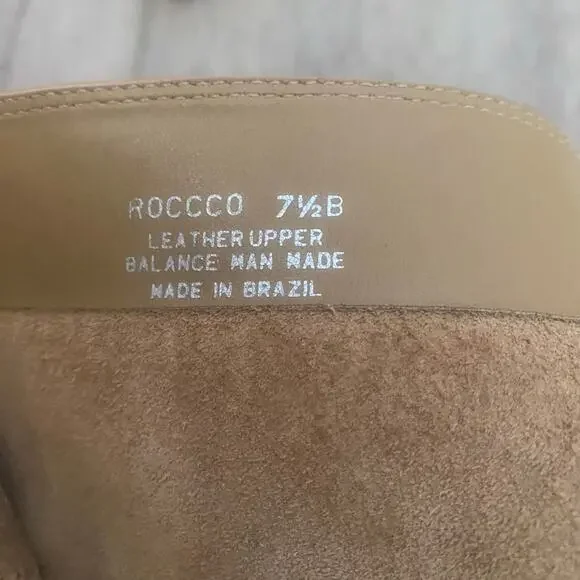 ROCCCO 7½B
LEATHER UPPER
BALANCE MAN MADE
MADE IN BRAZIL